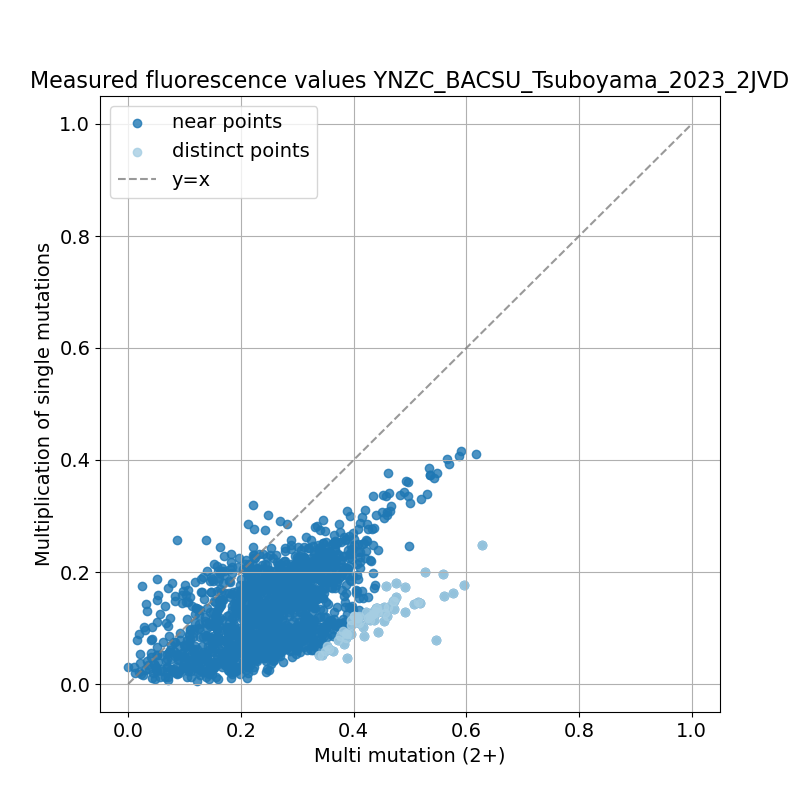 Measured fluorescence values YNZC_BACSU_Tsuboyama_2023_2JVD
near points
distinct points
y=x
Multiplication of single mutations
1.0
0.8
0.6
0.4
0.2
0.0
0.0 0.2 0.4 0.6 0.8 1.0
Multi mutation (2+)